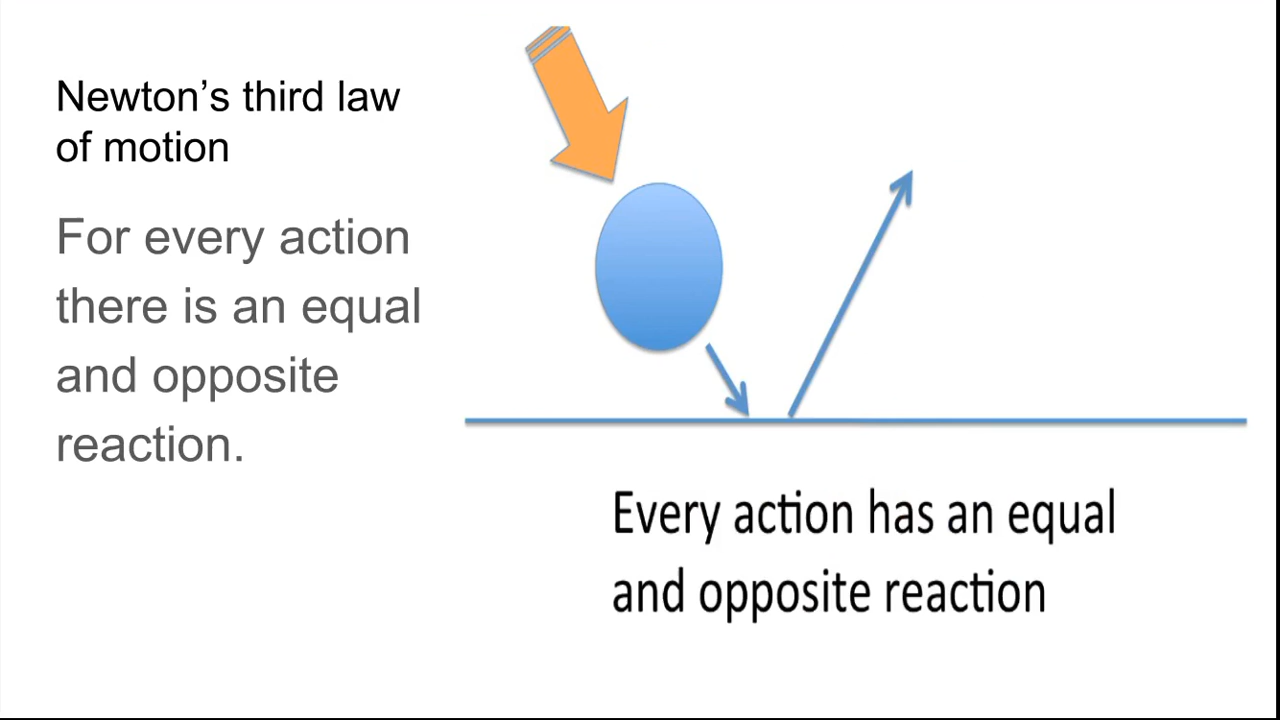 Newton’s third law
of motion
For every action
there is an equal
and opposite
reaction.
Every action has an equal
and opposite reaction